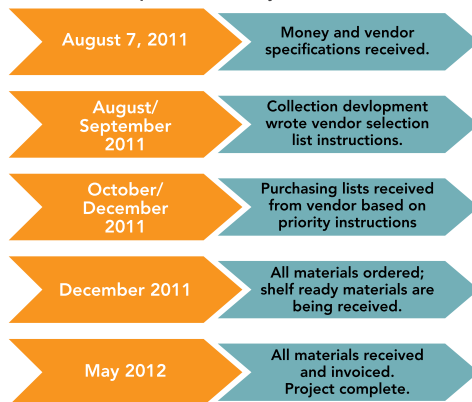 August 7, 2011
Money and vendor
specifications received.
August/
September
2011
Collection devlopment
wrote vendor selection
list instructions.
October/
December
2011
Purchasing lists received
from vendor based on
priority instructions
December 2011
All materials ordered;
shelf ready materials are
being received.
May 2012
All materials received
and invoiced.
Project complete.